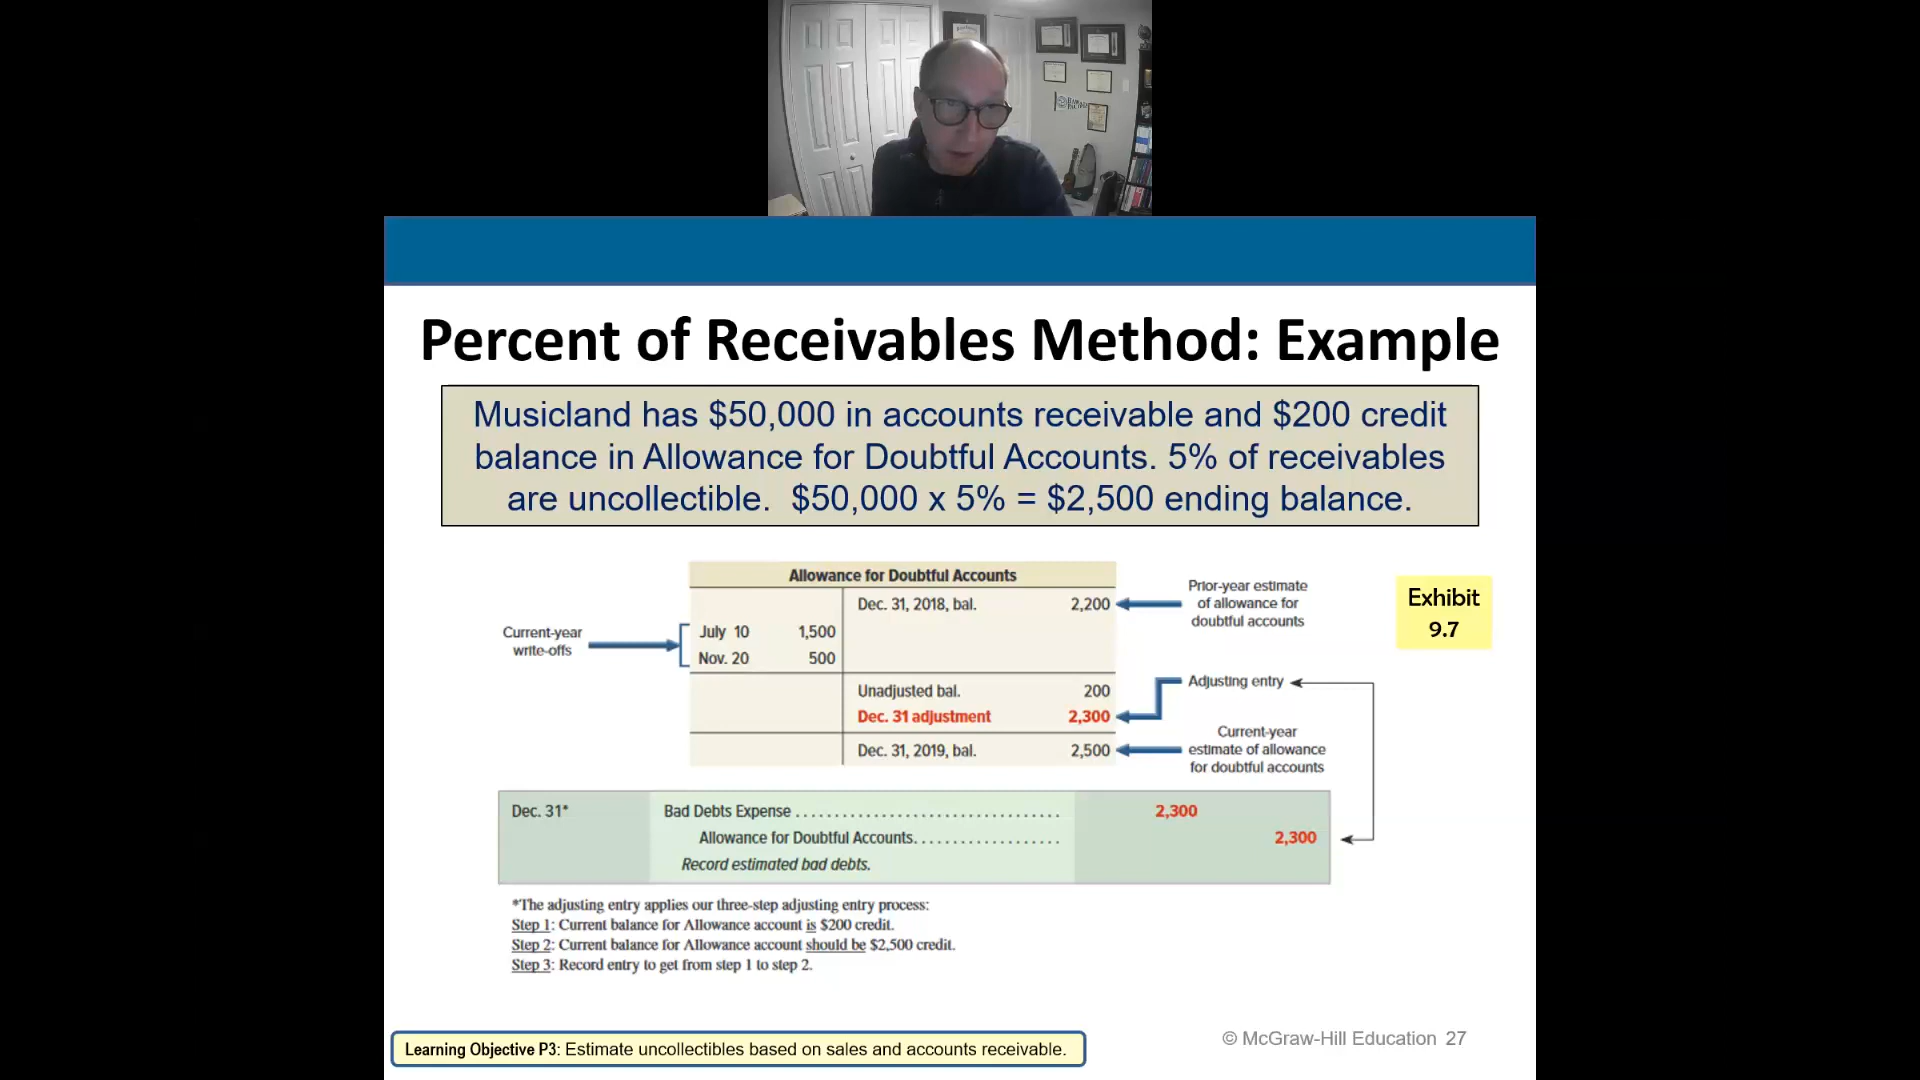 Percent of Receivables Method: Example
Musicland has $50,000 in accounts receivable and $200 credit
balance in Allowance for Doubtful Accounts. 5% of receivables
are uncollectible. $50,000 x 5% = $2,500 ending balance.
Allowance for Doubtful Accounts
Dec. 31, 2018, bal. 2,200
Prior-year estimate
of allowance for
doubtful accounts
Exhibit
9.7
Current-year
write-offs
July 10 1,500
Nov. 20 500
Unadjusted bal. 200
Dec. 31 adjustment 2,300
Adjusting entry
Dec. 31, 2019, bal. 2,500
Current-year
estimate of allowance
for doubtful accounts
Dec. 31* Bad Debts Expense .................................. 2,300
Allowance for Doubtful Accounts................... 2,300
Record estimated bad debts.
*The adjusting entry applies our three-step adjusting entry process:
Step 1: Current balance for Allowance account is $200 credit.
Step 2: Current balance for Allowance account should be $2,500 credit.
Step 3: Record entry to get from step 1 to step 2.
Learning Objective P3: Estimate uncollectibles based on sales and accounts receivable.
© McGraw-Hill Education 27